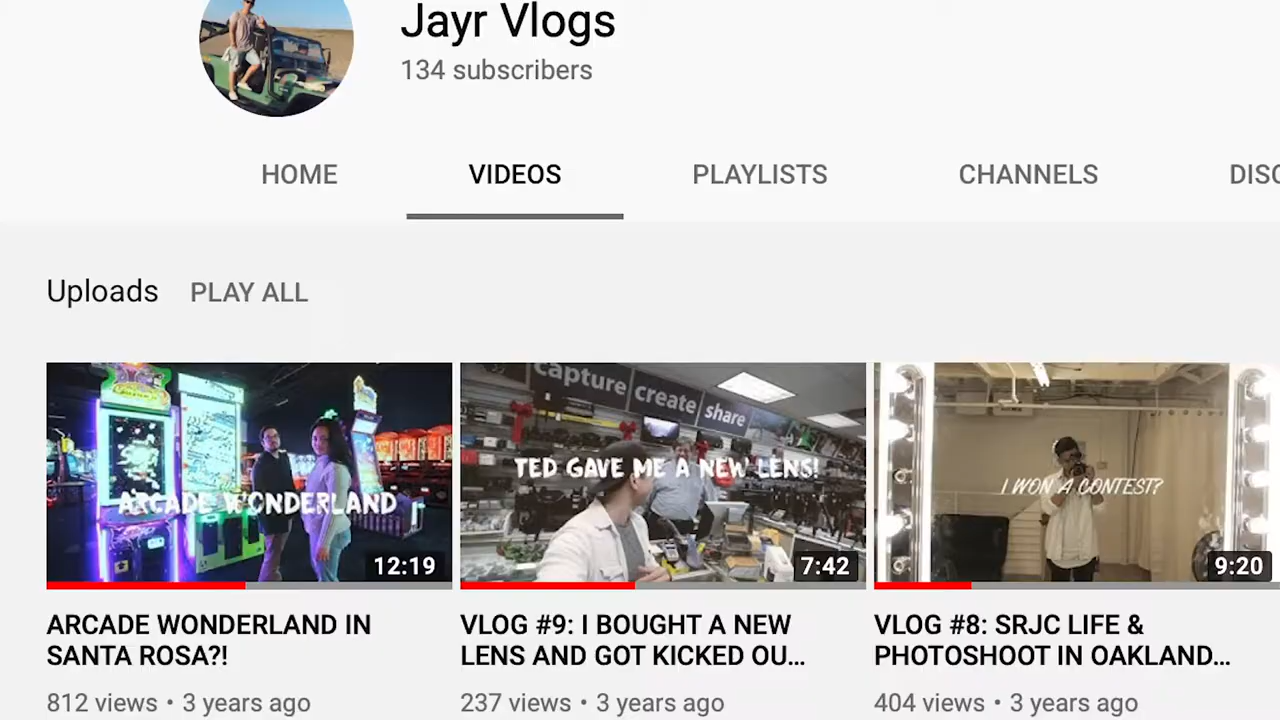 Jayr Vlogs
134 subscribers
HOME VIDEOS PLAYLISTS CHANNELS DISC
Uploads PLAY ALL
ARCADE WONDERLAND
12:19
capture create share
TED GAVE ME A NEW LENS!
7:42
I WON A CONTEST?
9:20
ARCADE WONDERLAND IN
SANTA ROSA?!
812 views • 3 years ago
VLOG #9: I BOUGHT A NEW
LENS AND GOT KICKED OU...
237 views • 3 years ago
VLOG #8: SRJC LIFE &
PHOTOSHOOT IN OAKLAND...
404 views • 3 years ago